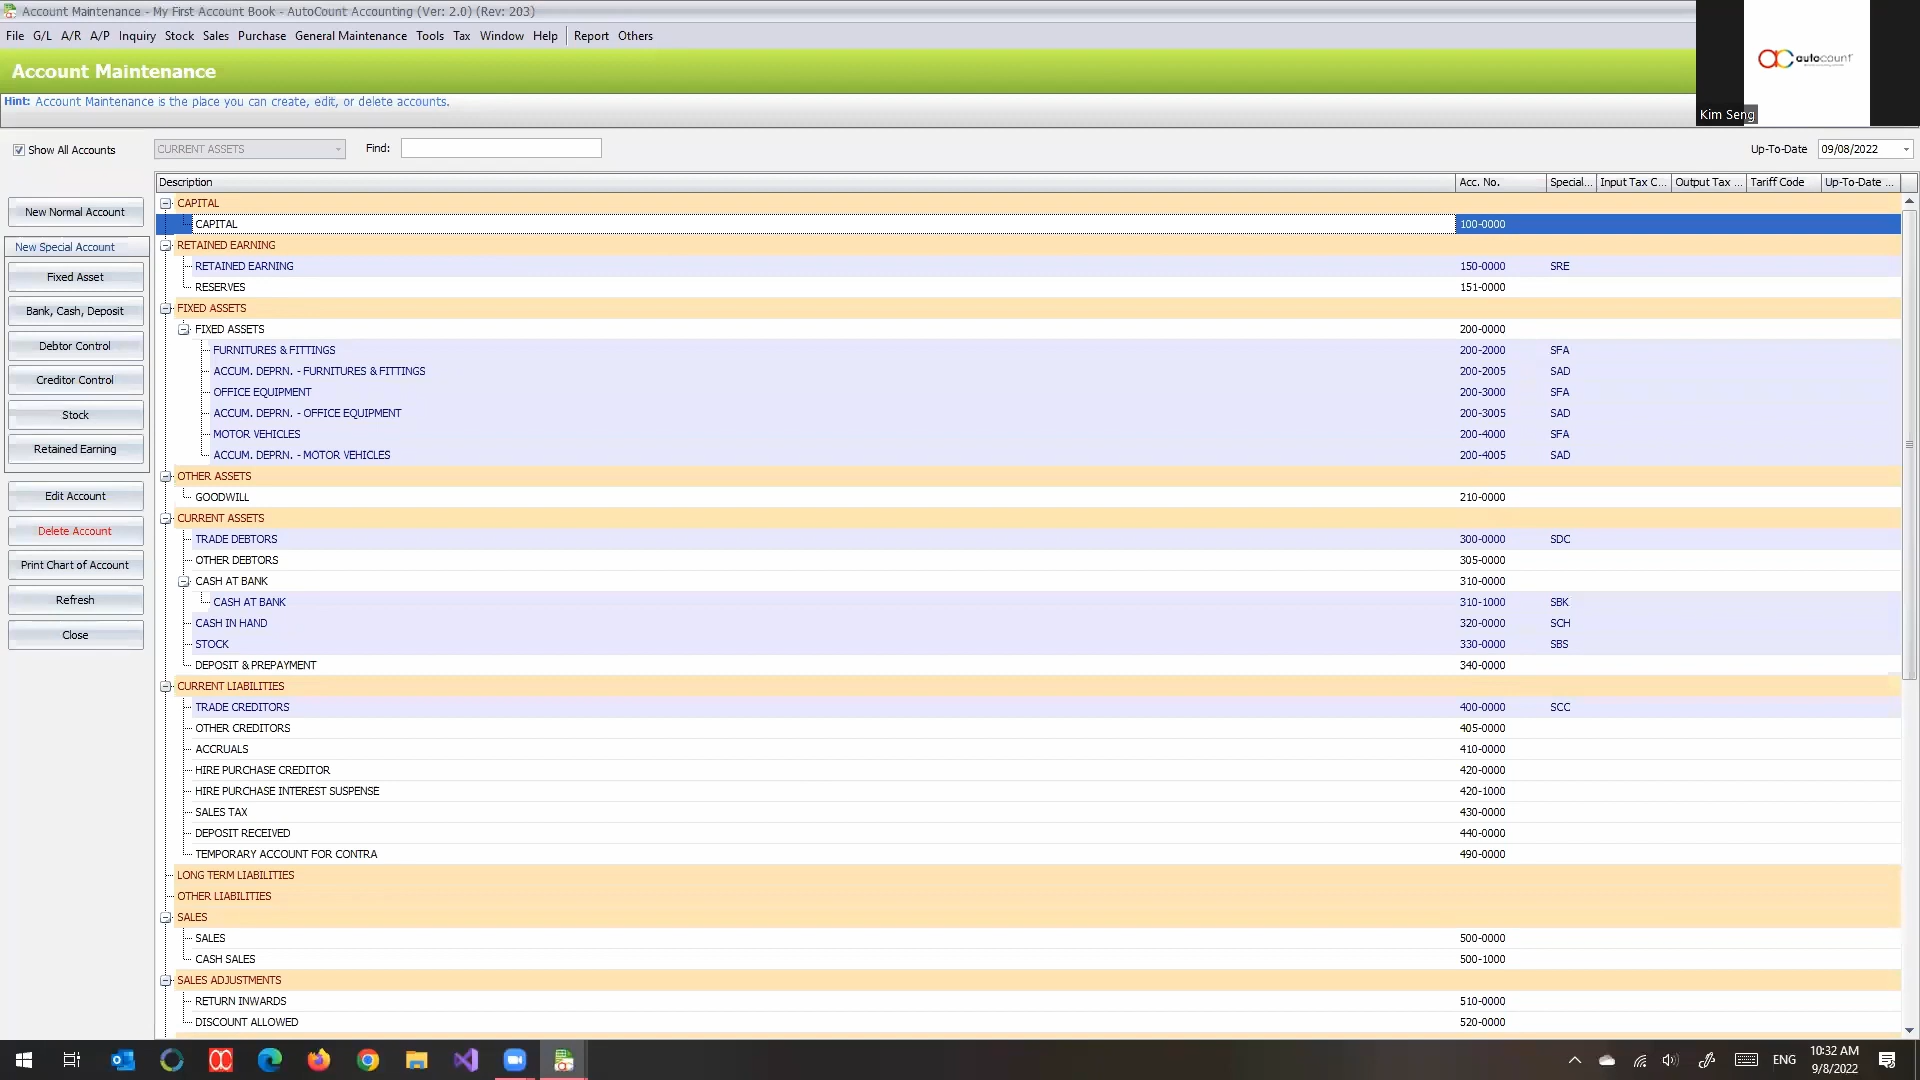 Account Maintenance - My First Account Book - AutoCount Accounting (Ver: 2.0) (Rev: 203)
File G/L A/R A/P Inquiry Stock Sales Purchase General Maintenance Tools Tax Window Help Report Others
Account Maintenance
autocount
Hint: Account Maintenance is the place you can create, edit, or delete accounts.
Kim Seng
Show All Accounts CURRENT ASSETS Find: Up-To-Date 09/08/2022
Description Acc. No. Special... Input Tax C... Output Tax ... Tariff Code Up-To-Date ...
New Normal Account
New Special Account
Fixed Asset
Bank, Cash, Deposit
Debtor Control
Creditor Control
Stock
Retained Earning
Edit Account
Delete Account
Print Chart of Account
Refresh
Close
CAPITAL
CAPITAL 100-0000
RETAINED EARNING
RETAINED EARNING 150-0000 SRE
RESERVES 151-0000
FIXED ASSETS
FIXED ASSETS 200-0000
FURNITURES & FITTINGS 200-2000 SFA
ACCUM. DEPRN. - FURNITURES & FITTINGS 200-2005 SAD
OFFICE EQUIPMENT 200-3000 SFA
ACCUM. DEPRN. - OFFICE EQUIPMENT 200-3005 SAD
MOTOR VEHICLES 200-4000 SFA
ACCUM. DEPRN. - MOTOR VEHICLES 200-4005 SAD
OTHER ASSETS
GOODWILL 210-0000
CURRENT ASSETS
TRADE DEBTORS 300-0000 SDC
OTHER DEBTORS 305-0000
CASH AT BANK 310-0000
CASH AT BANK 310-1000 SBK
CASH IN HAND 320-0000 SCH
STOCK 330-0000 SBS
DEPOSIT & PREPAYMENT 340-0000
CURRENT LIABILITIES
TRADE CREDITORS 400-0000 SCC
OTHER CREDITORS 405-0000
ACCRUALS 410-0000
HIRE PURCHASE CREDITOR 420-0000
HIRE PURCHASE INTEREST SUSPENSE 420-1000
SALES TAX 430-0000
DEPOSIT RECEIVED 440-0000
TEMPORARY ACCOUNT FOR CONTRA 490-0000
LONG TERM LIABILITIES
OTHER LIABILITIES
SALES
SALES 500-0000
CASH SALES 500-1000
SALES ADJUSTMENTS
RETURN INWARDS 510-0000
DISCOUNT ALLOWED 520-0000
ENG 10:32 AM
9/8/2022